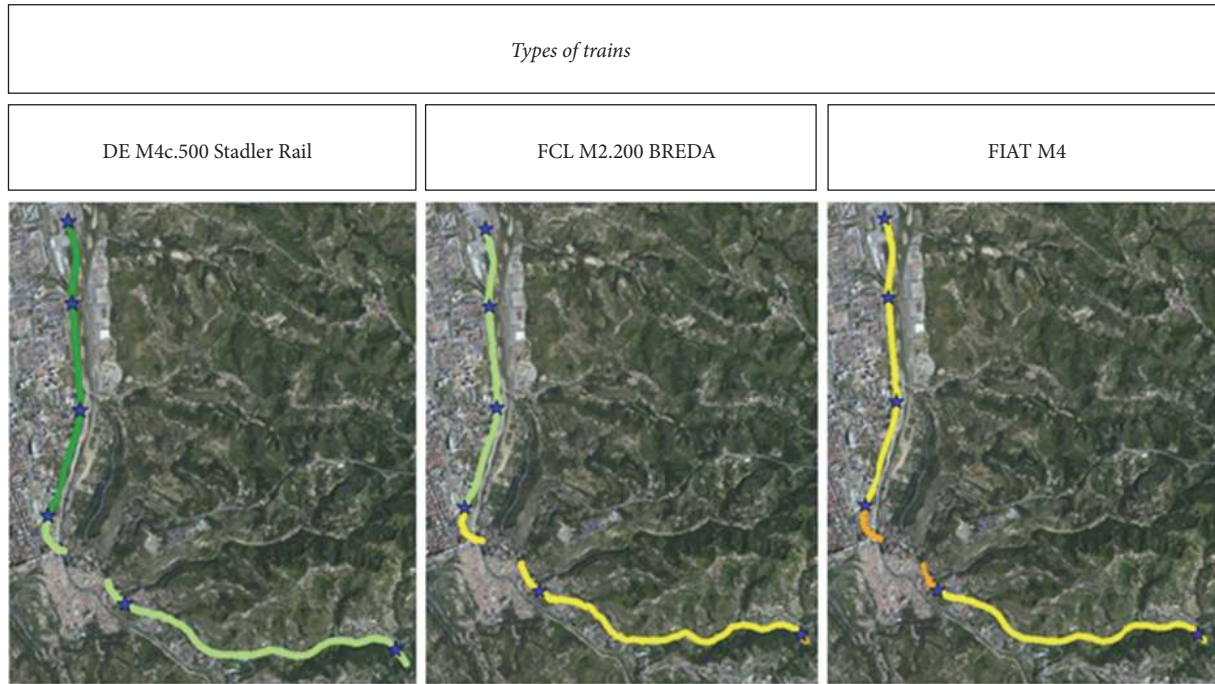 Types of trains
DE M4c.500 Stadler Rail
FCL M2.200 BREDA
FIAT M4